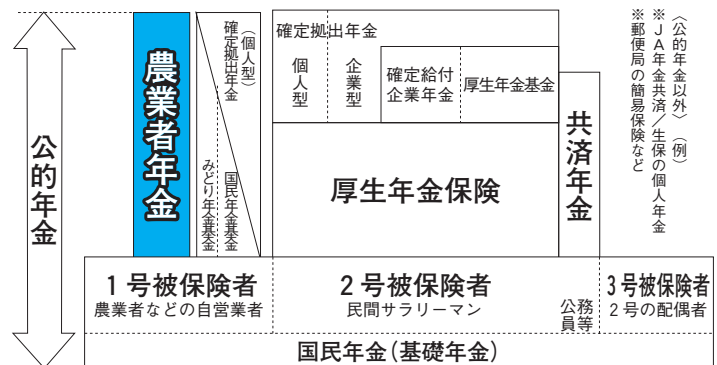 公的年金
農業者年金
確定拠出年金
（個人型）
みどり年金基金
国民年金基金
確定拠出年金
個人型
企業型
確定給付
企業年金
厚生年金基金
厚生年金保険
共済年金
〈公的年金以外〉（例）
※ＪＡ年金共済／生保の個人年金
※郵便局の簡易保険など
１号被保険者
農業者などの自営業者
２号被保険者
民間サラリーマン
公務
員等
３号被保険者
２号の配偶者
国民年金（基礎年金）